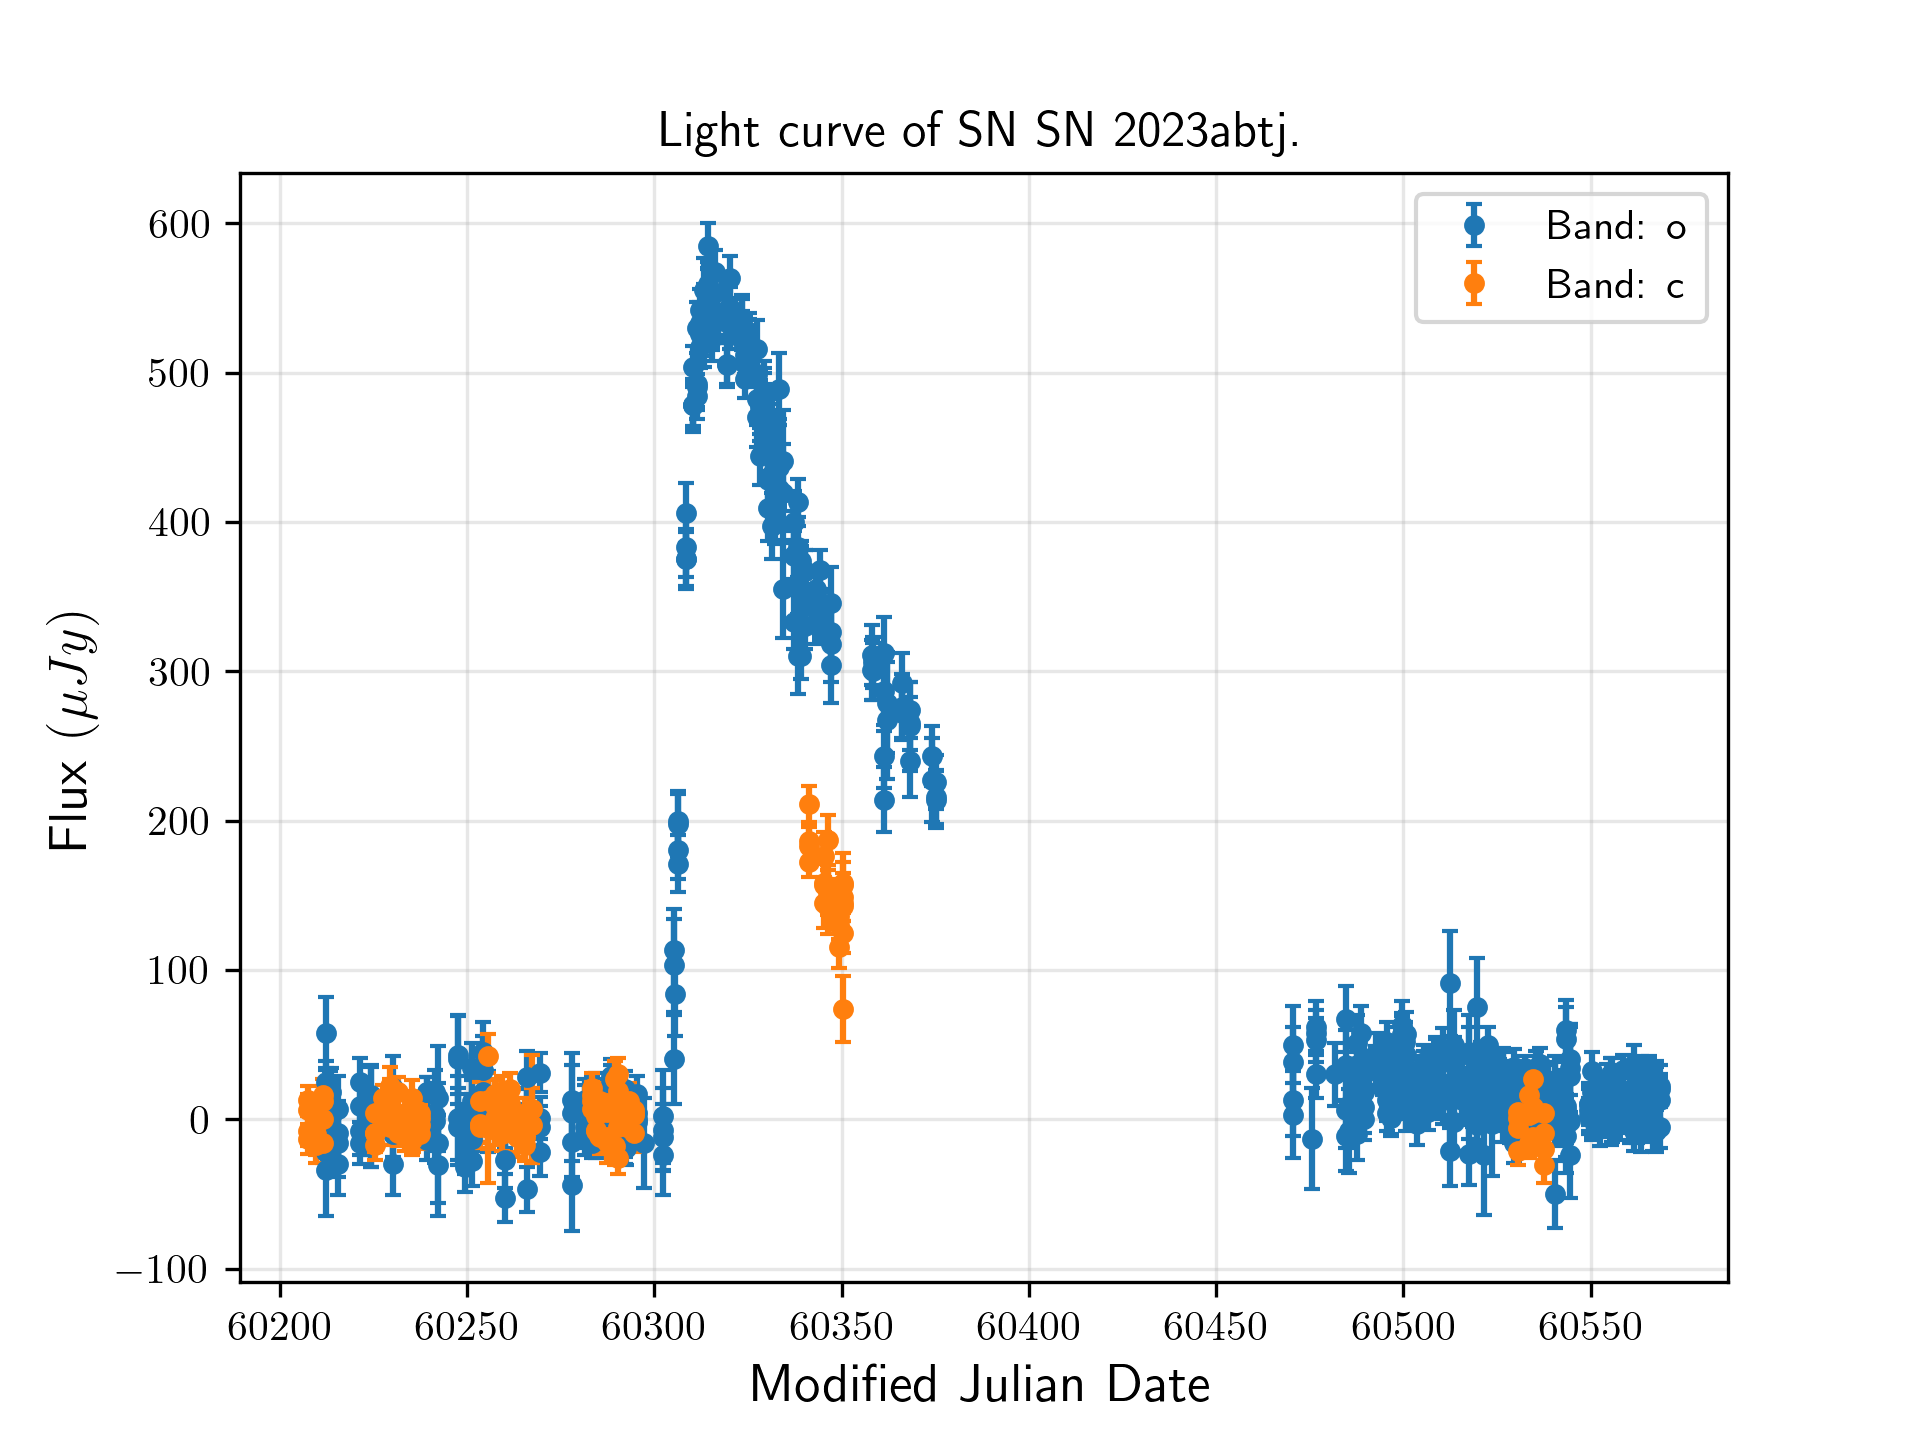 Light curve of SN SN 2023abtj.
600
500
400
300
200
100
0
−100
Flux (μJy)
Band: o
Band: c
60200 60250 60300 60350 60400 60450 60500 60550
Modified Julian Date